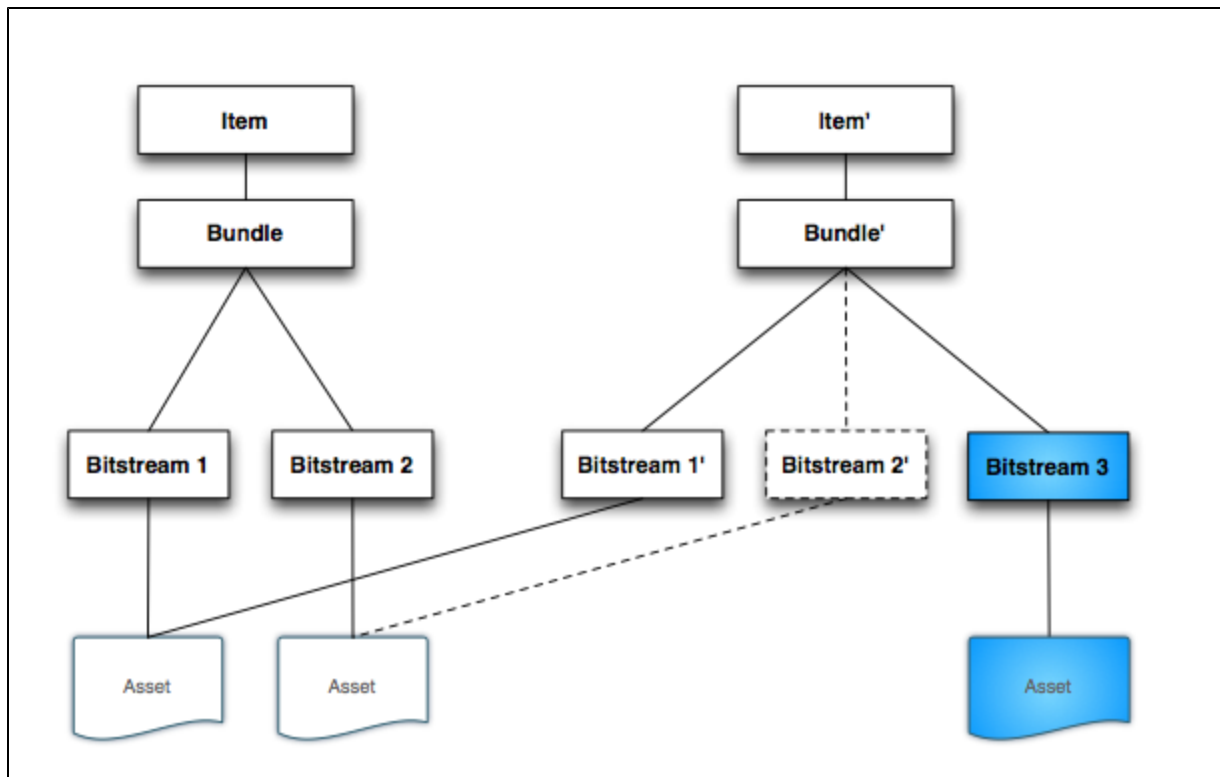 Item
Item'
Bundle
Bundle'
Bitstream 1
Bitstream 2
Bitstream 1'
Bitstream 2'
Bitstream 3
Asset
Asset
Asset